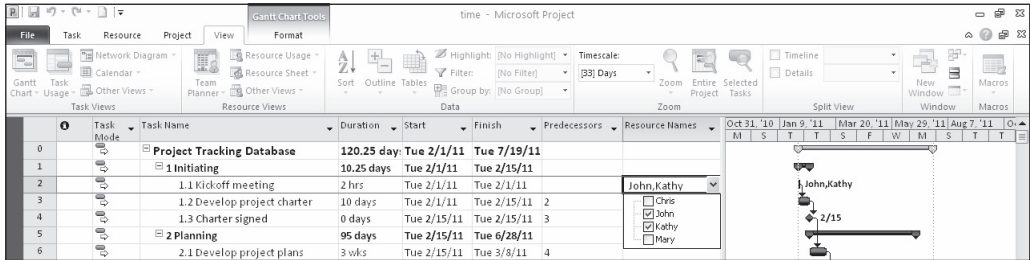 Gantt Chart Tools
time - Microsoft Project
File Task Resource Project View Format
Network Diagram
Calendar
Other Views
Gantt Chart
Task Usage
Task Views
Team Planner
Resource Usage
Resource Sheet
Other Views
Resource Views
Sort
Outline
Tables
Highlight: [No Highlight]
Filter: [No Filter]
Group by: [No Group]
Data
Timescale:
[33] Days
Zoom
Entire Project
Selected Tasks
Zoom
Timeline
Details
Split View
New Window
Window
Macros
Macros
Task Mode Task Name Duration Start Finish Predecessors Resource Names
Oct 31, '10 Jan 9, '11 Mar 20, '11 May 29, '11 Aug 7, '11
M S T T S F W M S T T S
0 Project Tracking Database 120.25 day: Tue 2/1/11 Tue 7/19/11
1 1 Initiating 10.25 days Tue 2/1/11 Tue 2/15/11
2 1.1 Kickoff meeting 2 hrs Tue 2/1/11 Tue 2/1/11 John,Kathy
John,Kathy
3 1.2 Develop project charter 10 days Tue 2/1/11 Tue 2/15/11 2
4 1.3 Charter signed 0 days Tue 2/15/11 Tue 2/15/11 3
2/15
5 2 Planning 95 days Tue 2/15/11 Tue 6/28/11
6 2.1 Develop project plans 3 wks Tue 2/15/11 Tue 3/8/11 4
Chris
John
Kathy
Mary